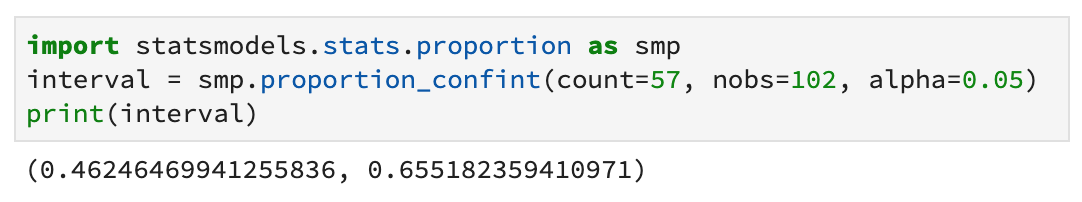 import statsmodels.stats.proportion as smp
interval = smp.proportion_confint(count=57, nobs=102, alpha=0.05)
print(interval)
(0.46246469941255836, 0.655182359410971)